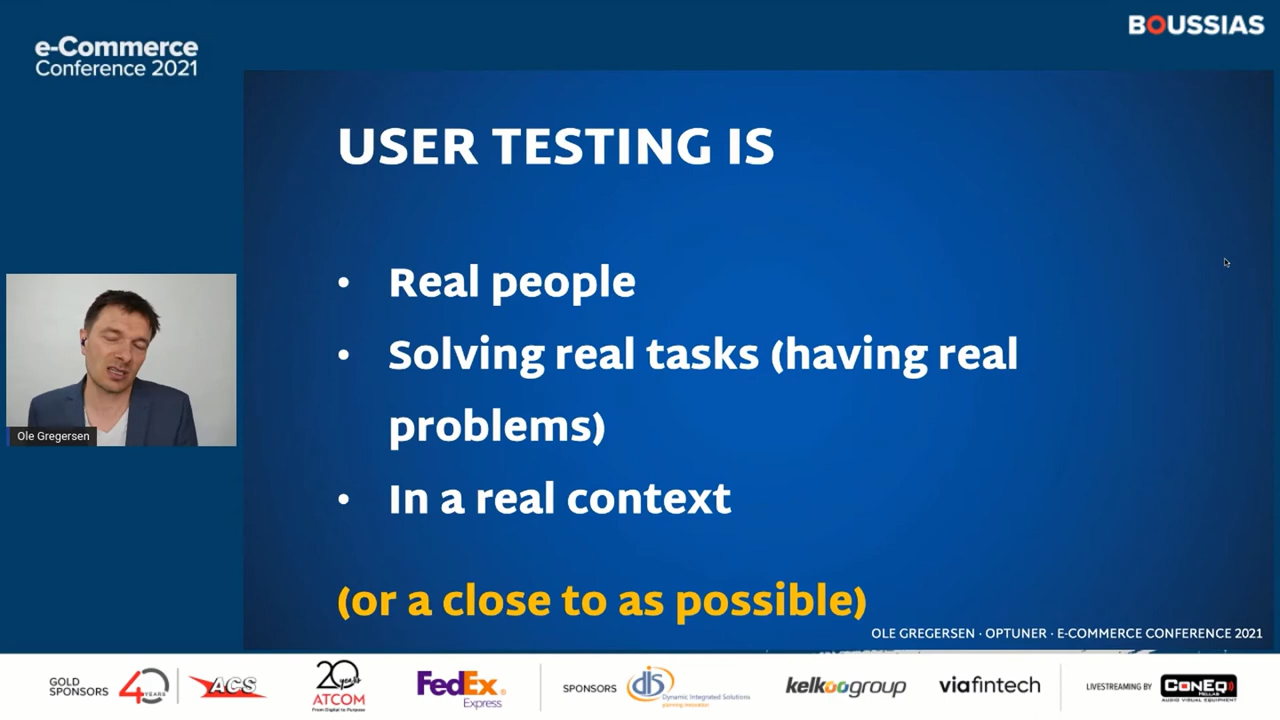 BOUSSIAS
e-Commerce
Conference 2021
USER TESTING IS
• Real people
• Solving real tasks (having real
problems)
• In a real context
(or a close to as possible)
Ole Gregersen
OLE GREGERSEN · OPTUNER · E-COMMERCE CONFERENCE 2021
GOLD
SPONSORS
40
YEARS
ACS
20
years
ATCOM
From Digital to Purpose
FedEx
Express
SPONSORS
dis
Dynamic Integrated Solutions
planning innovation
kelkoogroup
viafintech
LIVESTREAMING BY
CONEQ
HELLAS
AUDIO VISUAL EQUIPMENT